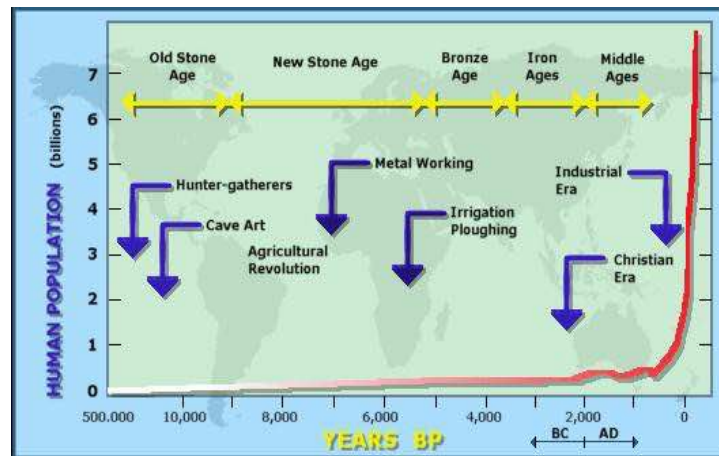 Old Stone
Age
New Stone Age
Bronze
Age
Iron
Ages
Middle
Ages
7
6
5
4
3
2
1
0
HUMAN POPULATION (billions)
Hunter-gatherers
Cave Art
Agricultural
Revolution
Metal Working
Irrigation
Ploughing
Industrial
Era
Christian
Era
500.000 10,000 8,000 6,000 4,000 2,000 0
YEARS BP
BC AD